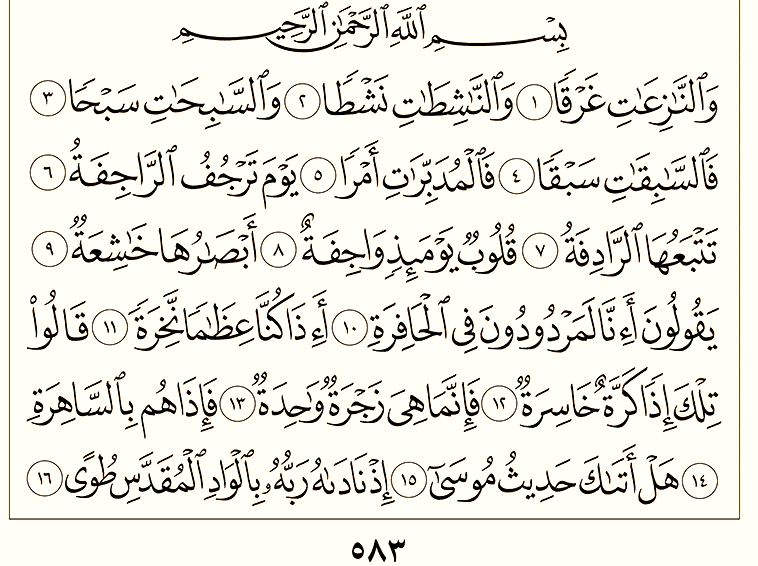 بِسْمِ ٱللَّهِ ٱلرَّحْمَٰنِ ٱلرَّحِيمِ
وَٱلنَّٰزِعَٰتِ غَرْقًا ١ وَٱلنَّٰشِطَٰتِ نَشْطًا ٢ وَٱلسَّٰبِحَٰتِ سَبْحًا ٣
فَٱلسَّٰبِقَٰتِ سَبْقًا ٤ فَٱلْمُدَبِّرَٰتِ أَمْرًا ٥ يَوْمَ تَرْجُفُ ٱلرَّاجِفَةُ ٦
تَتْبَعُهَا ٱلرَّادِفَةُ ٧ قُلُوبٌ يَوْمَئِذٍ وَاجِفَةٌ ٨ أَبْصَٰرُهَا خَٰشِعَةٌ ٩
يَقُولُونَ أَءِنَّا لَمَرْدُودُونَ فِى ٱلْحَافِرَةِ ١٠ أَءِذَا كُنَّا عِظَٰمًا نَّخِرَةً ١١ قَالُوا۟
تِلْكَ إِذًا كَرَّةٌ خَاسِرَةٌ ١٢ فَإِنَّمَا هِىَ زَجْرَةٌ وَٰحِدَةٌ ١٣ فَإِذَا هُم بِٱلسَّاهِرَةِ
١٤ هَلْ أَتَىٰكَ حَدِيثُ مُوسَىٰٓ ١٥ إِذْ نَادَىٰهُ رَبُّهُۥ بِٱلْوَادِ ٱلْمُقَدَّسِ طُوًى ١٦
٥٨٣